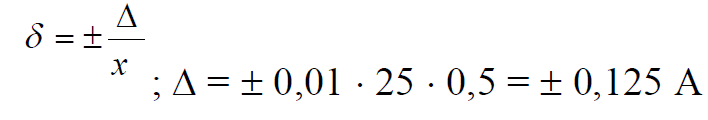 δ = ± Δ/x ; Δ = ± 0,01 · 25 · 0,5 = ± 0,125 А